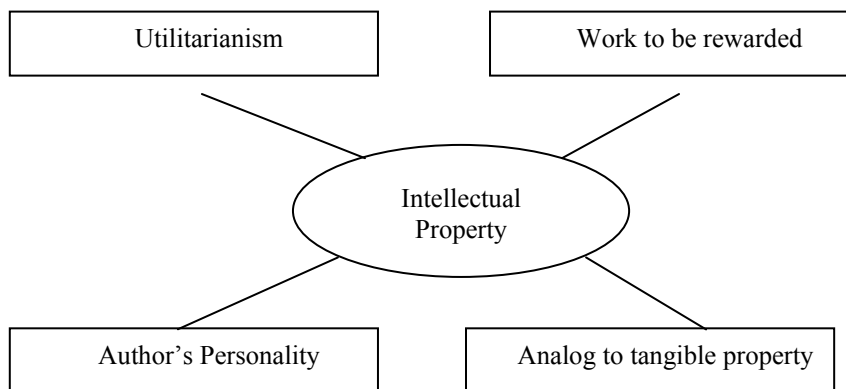 Utilitarianism
Work to be rewarded
Intellectual
Property
Author’s Personality
Analog to tangible property